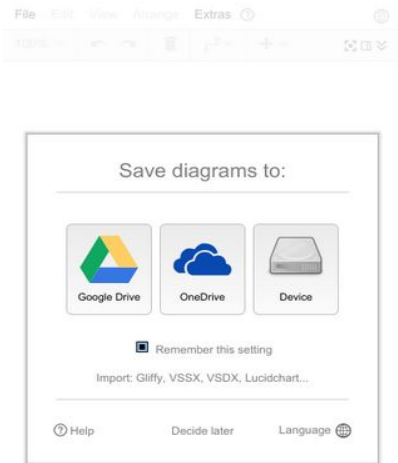 File Edit View Arrange Extras
100%
Save diagrams to:
Google Drive OneDrive Device
Remember this setting
Import: Gliffy, VSSX, VSDX, Lucidchart...
Help Decide later Language